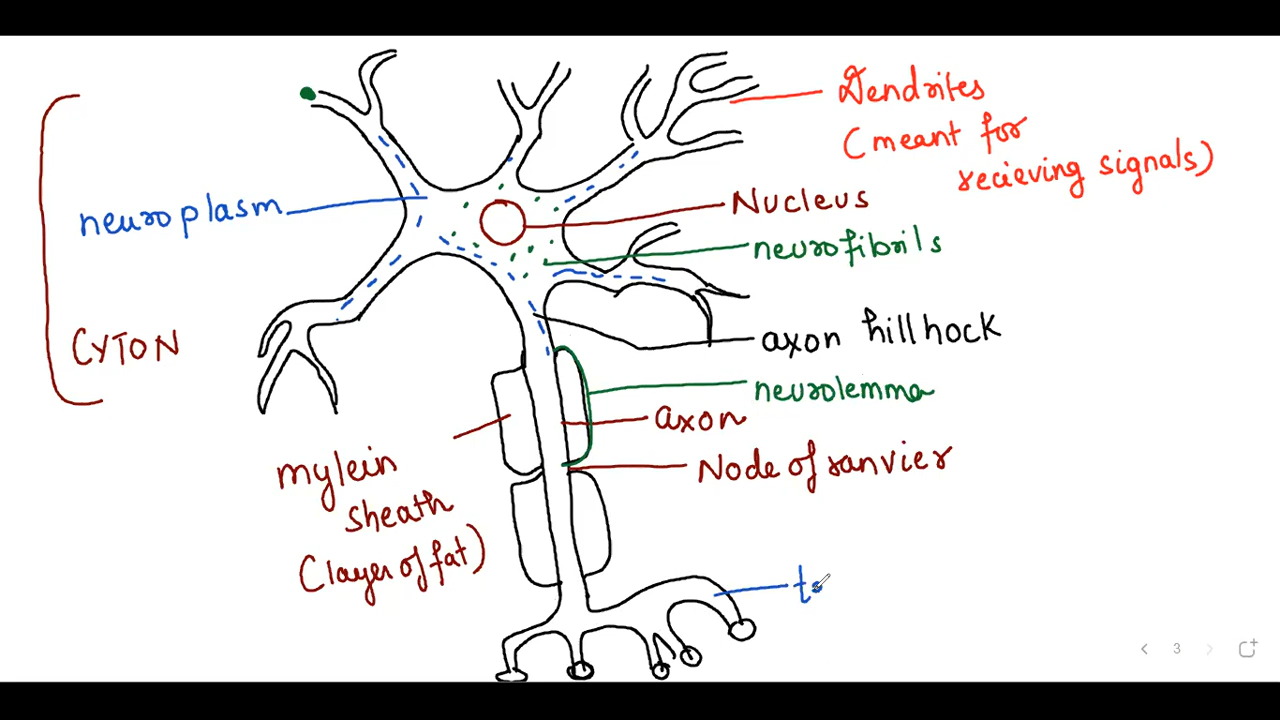 Dendrites
(meant for
recieving signals)
neuroplasm
Nucleus
neurofibrils
CYTON
axon hillhock
neurolemma
axon
mylein
sheath
(layer of fat)
Node of ranvier
3